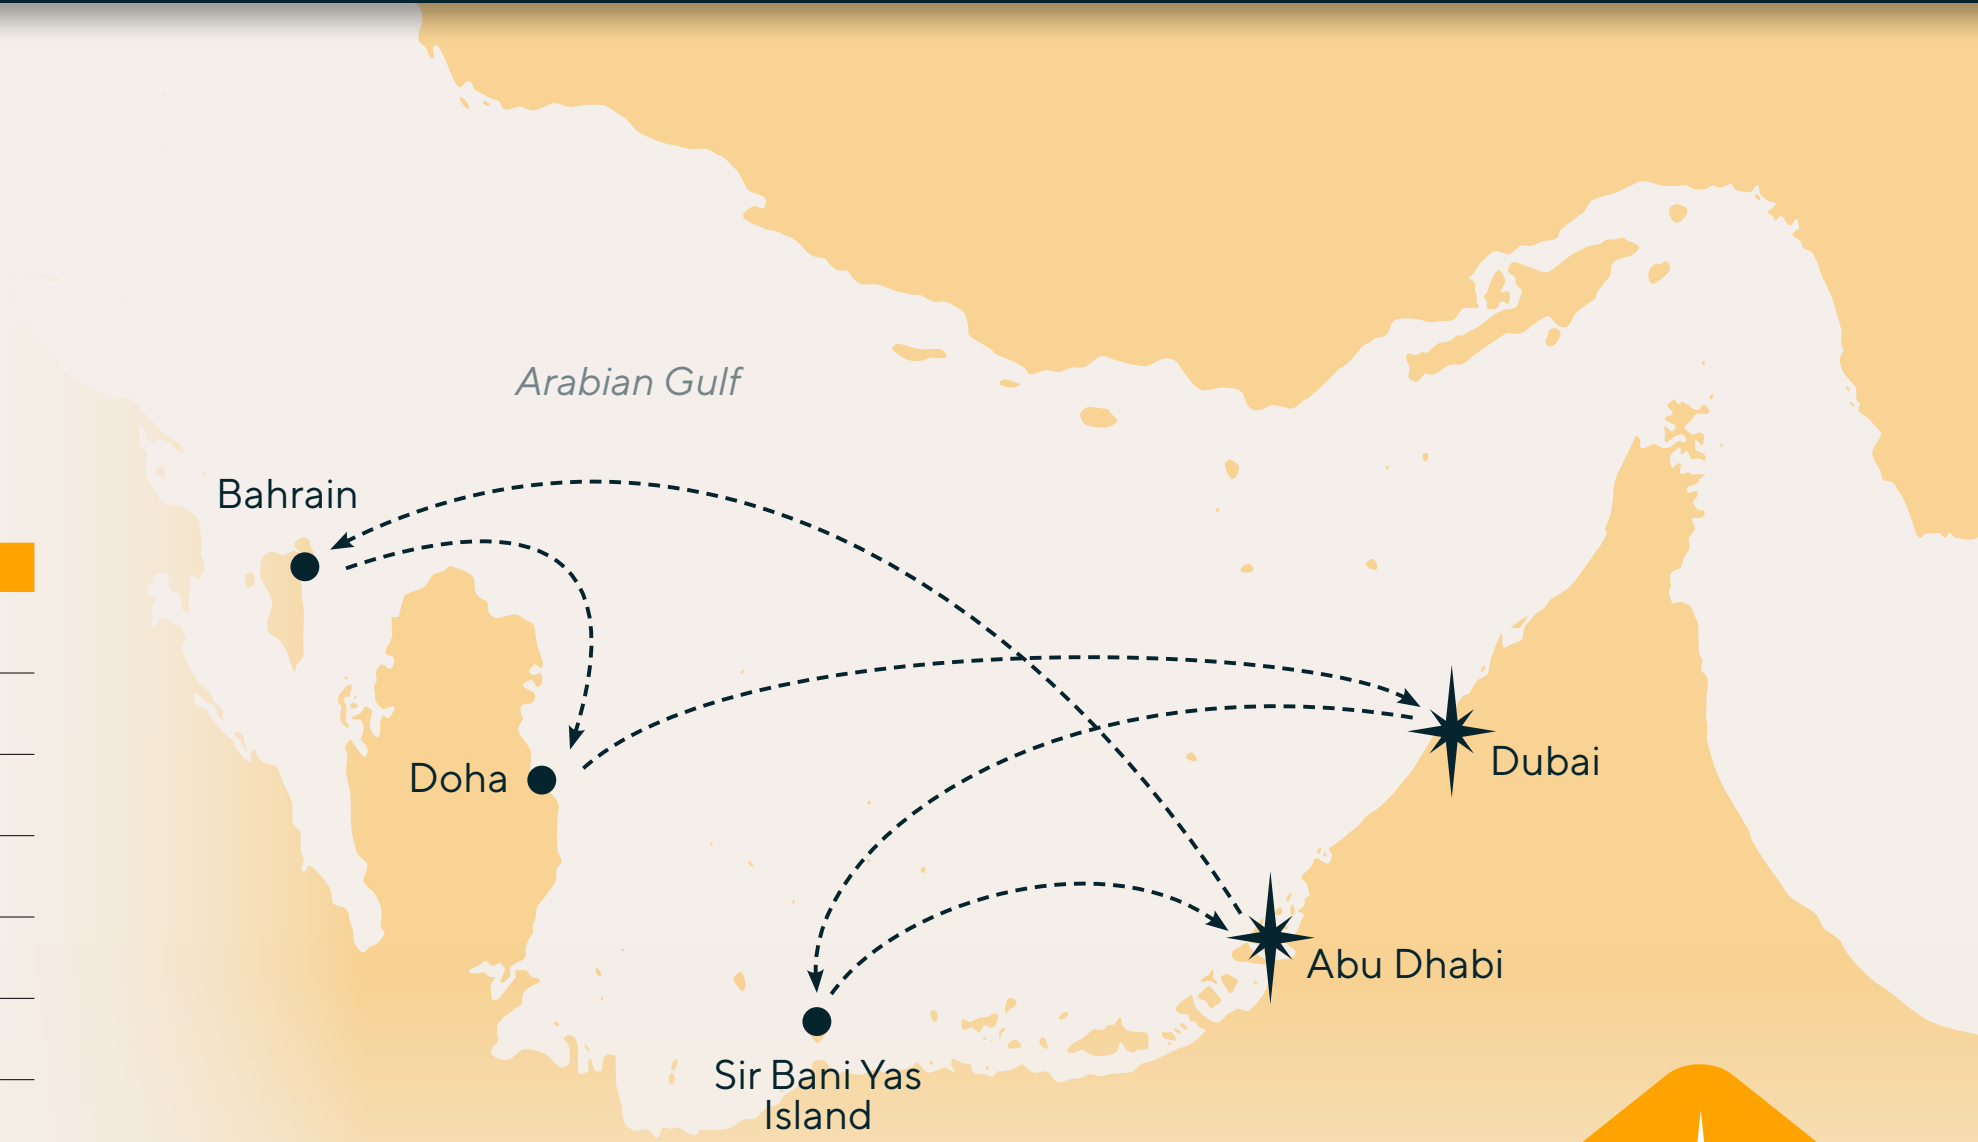 Arabian Gulf
Bahrain
Doha
Dubai
Abu Dhabi
Sir Bani Yas
Island